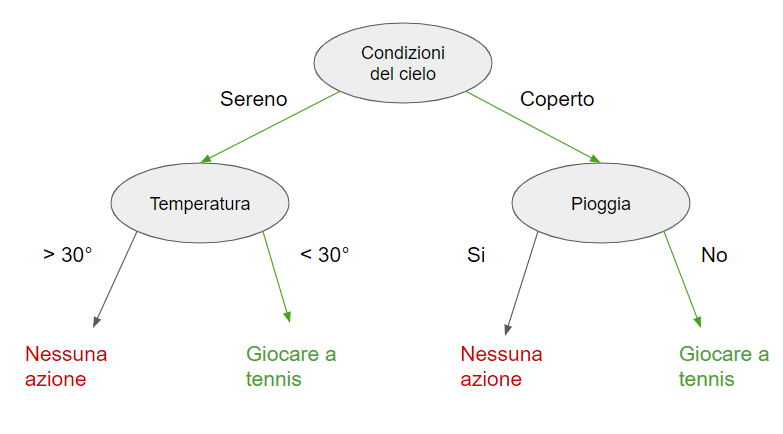 Condizioni
del cielo
Sereno
Coperto
Temperatura
Pioggia
> 30°
< 30°
Si
No
Nessuna
azione
Giocare a
tennis
Nessuna
azione
Giocare a
tennis